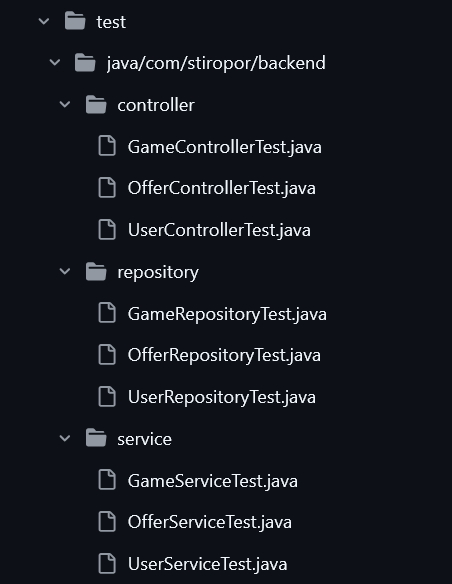 test
java/com/stiropor/backend
controller
GameControllerTest.java
OfferControllerTest.java
UserControllerTest.java
repository
GameRepositoryTest.java
OfferRepositoryTest.java
UserRepositoryTest.java
service
GameServiceTest.java
OfferServiceTest.java
UserServiceTest.java